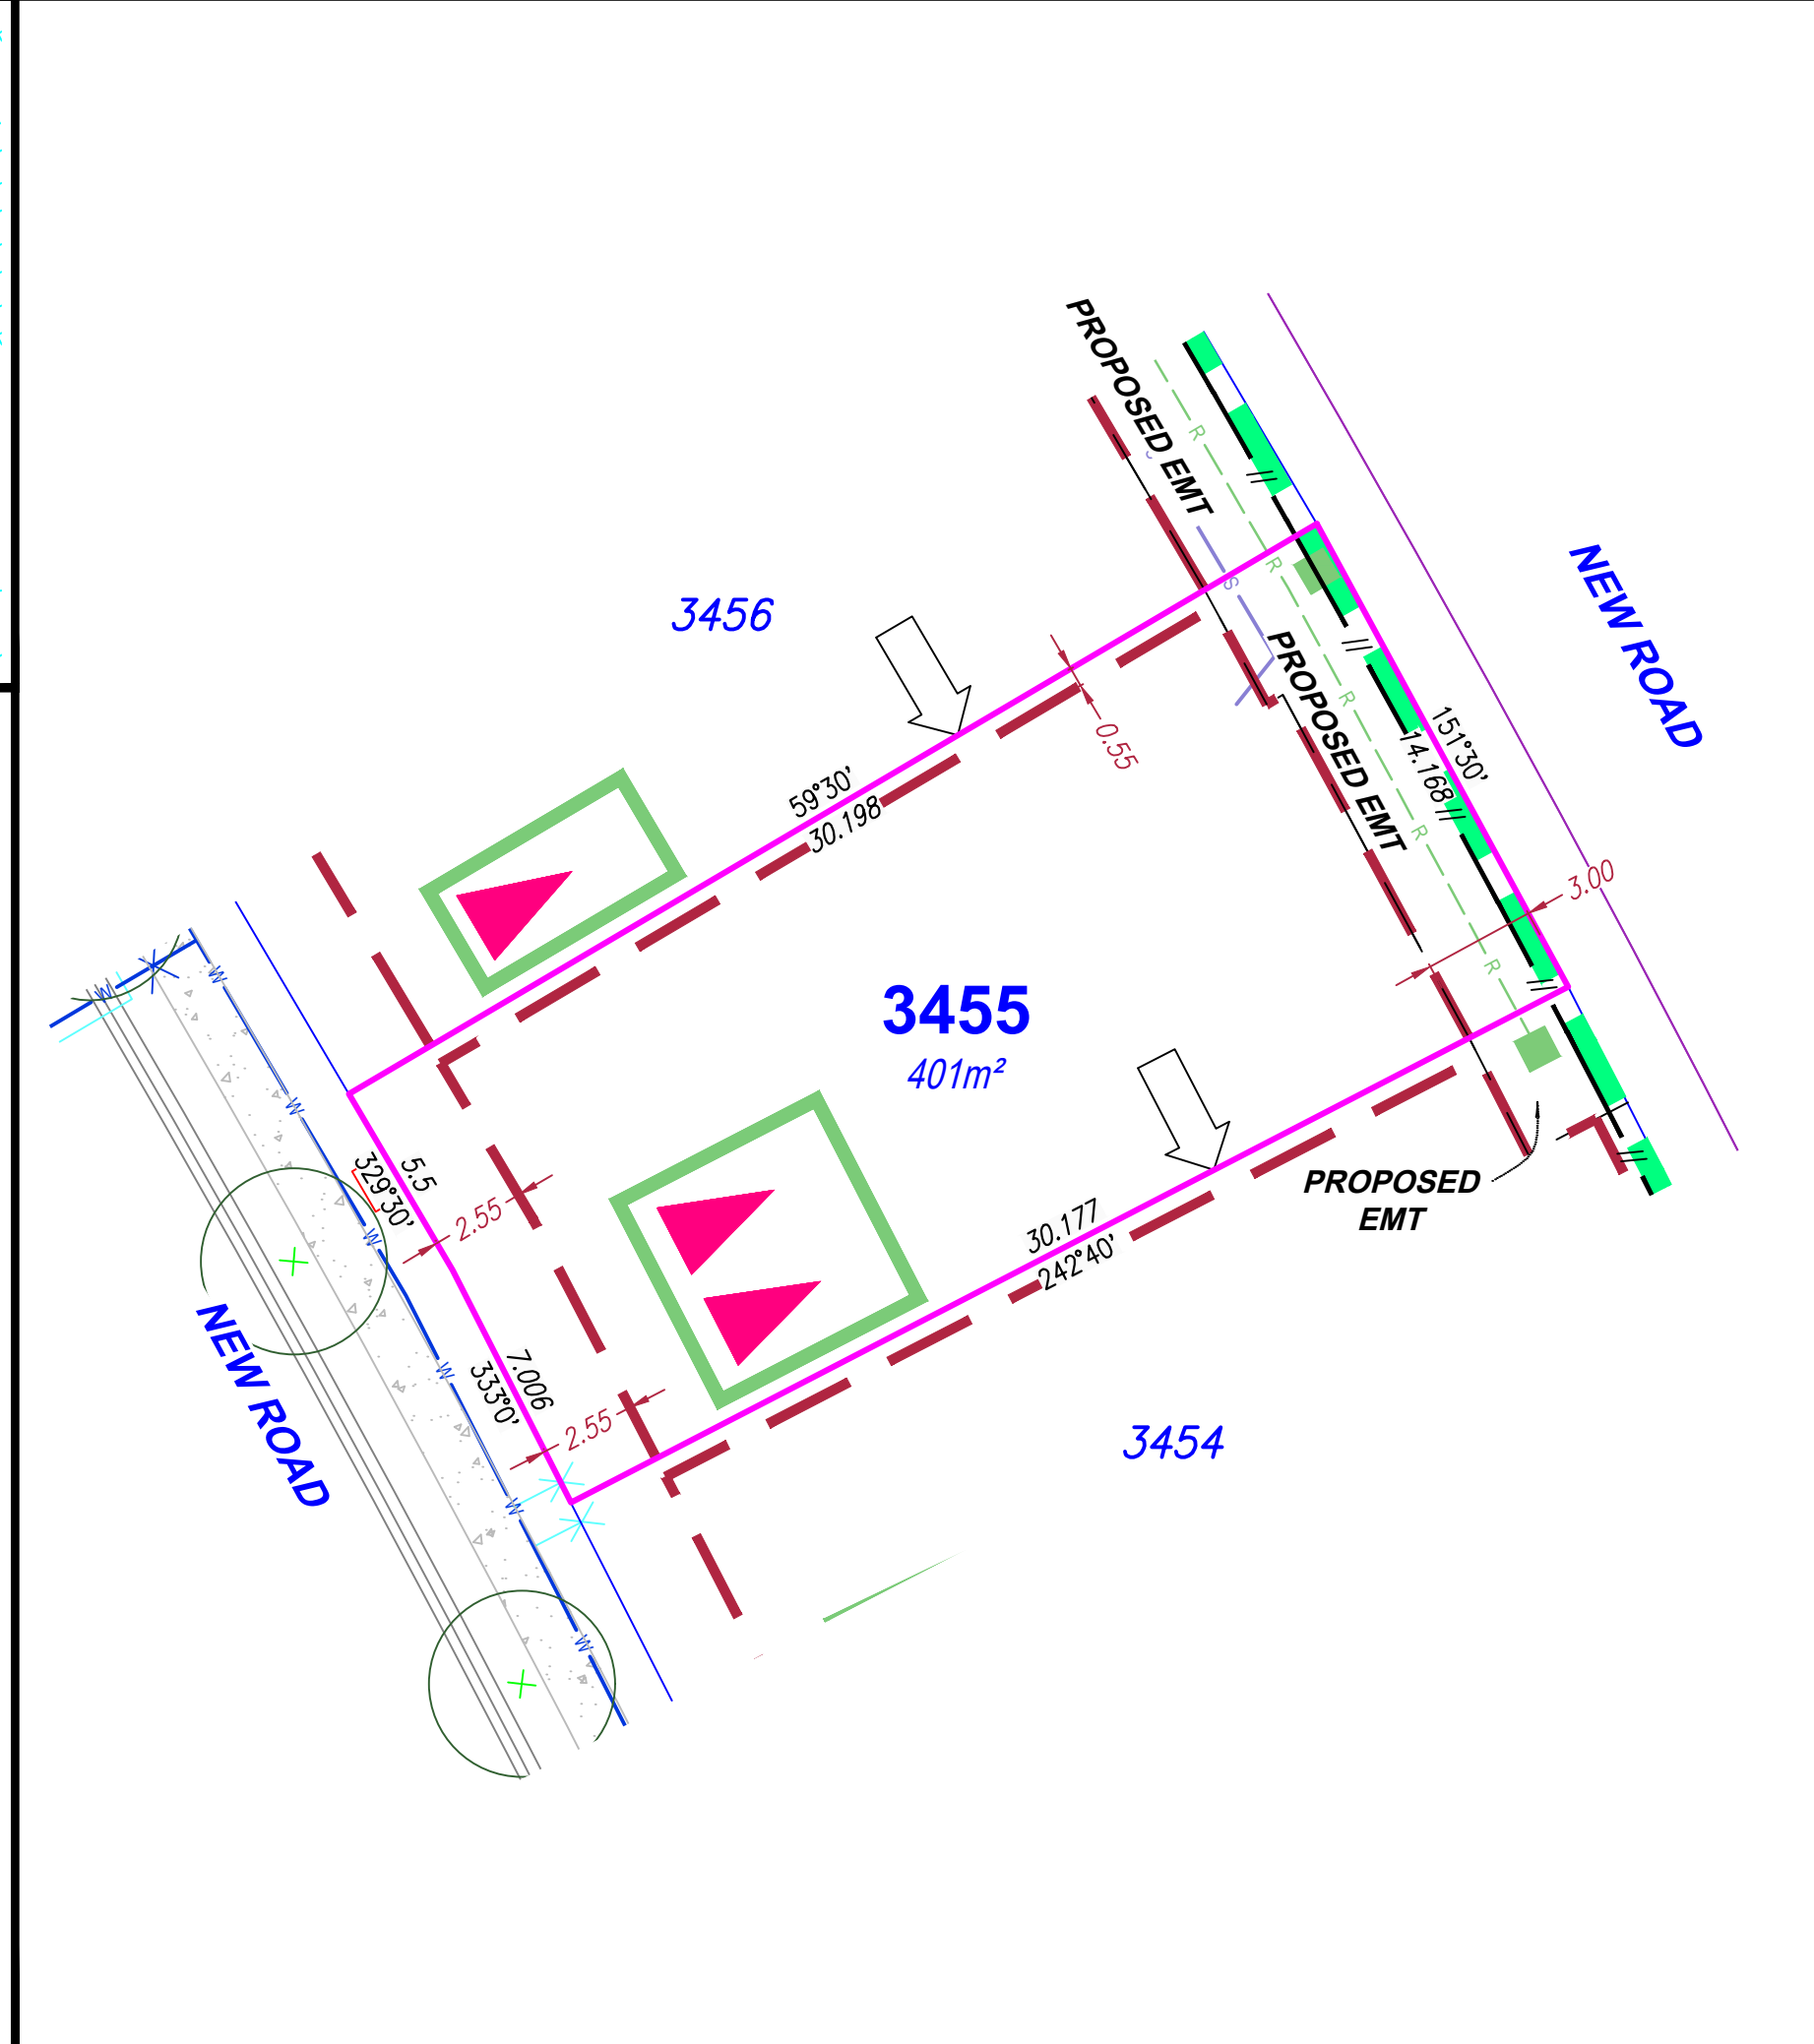 PROPOSED EMT
R
S
R
NEW ROAD
3456
PROPOSED EMT
R
0.55
151°30'
14.168
59°30'
30.198
R
3.00
R
W
W
3455
401m²
W
5.5
329°30'
2.55
W
PROPOSED
EMT
30.177
242°40'
NEW ROAD
W
7.006
333°0'
2.55
3454
W
W